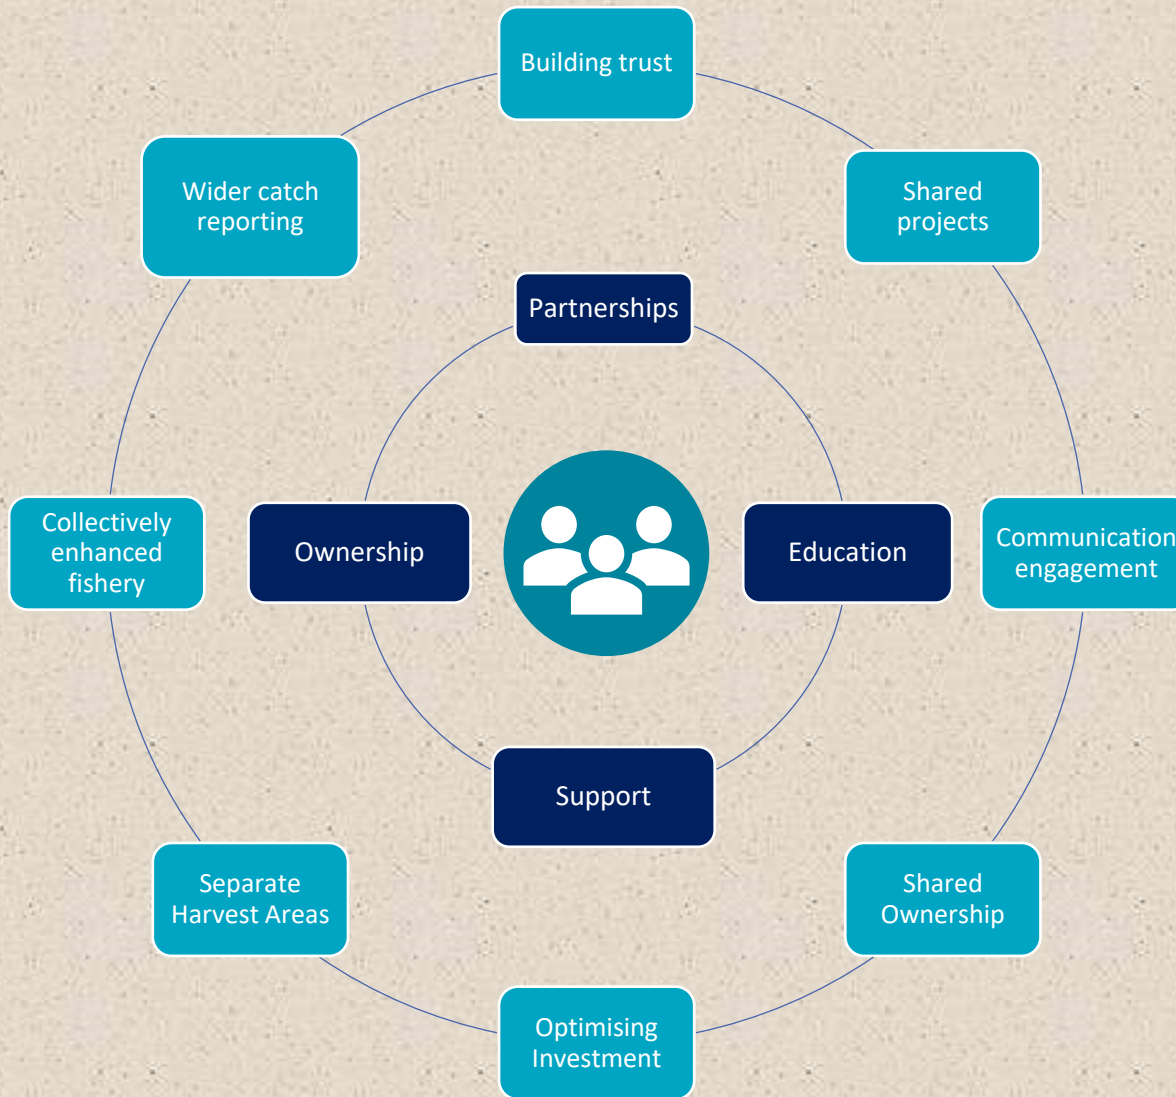 Building trust
Wider catch
reporting
Shared
projects
Partnerships
Collectively
enhanced
fishery
Ownership
Education
Communication
engagement
Support
Separate
Harvest Areas
Shared
Ownership
Optimising
Investment